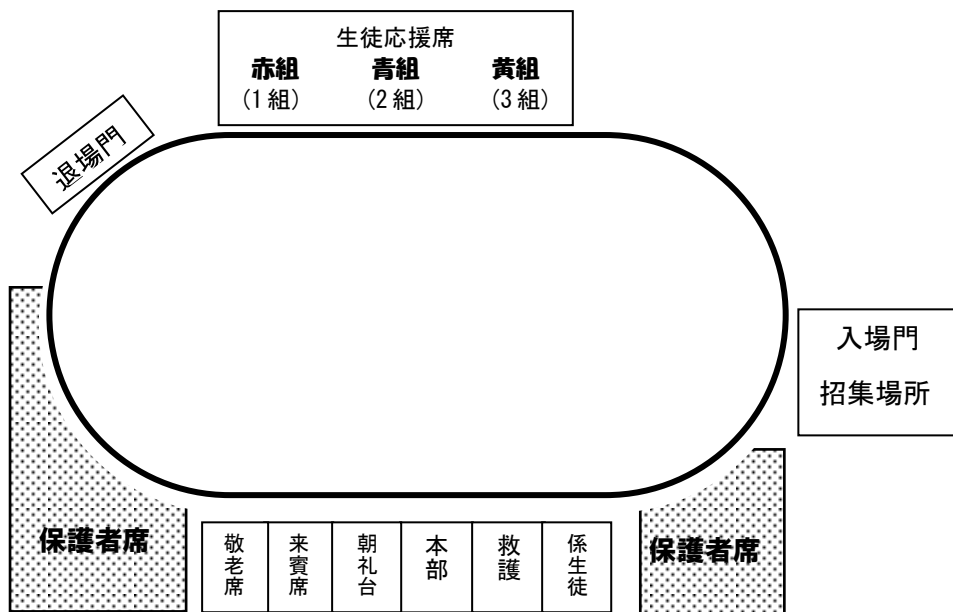 生徒応援席
赤組 青組 黄組
(1組) (2組) (3組)
退場門
入場門
招集場所
保護者席
敬老席
来賓席
朝礼台
本部
救護
係生徒
保護者席